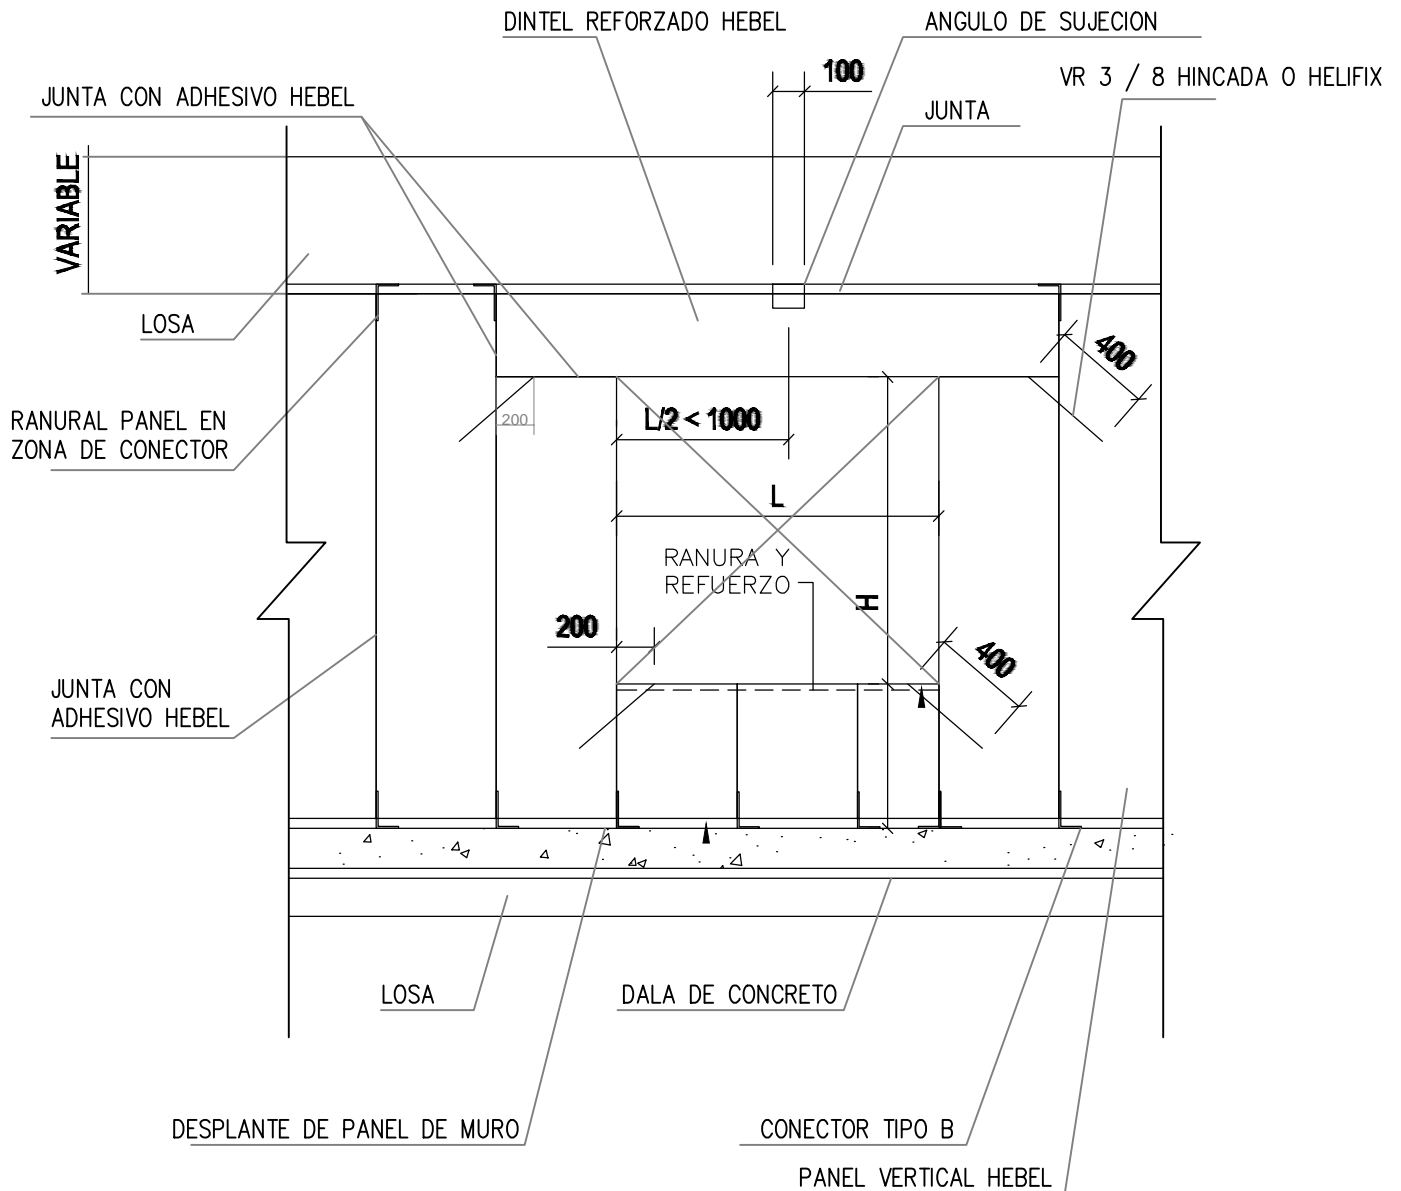 DINTEL REFORZADO HEBEL
ANGULO DE SUJECION
100
VR 3 / 8 HINCADA O HELIFIX
JUNTA CON ADHESIVO HEBEL
JUNTA
VARIABLE
LOSA
400
RANURAL PANEL EN
ZONA DE CONECTOR
200
L/2 < 1000
L
RANURA Y
REFUERZO
H
200
400
JUNTA CON
ADHESIVO HEBEL
LOSA
DALA DE CONCRETO
DESPLANTE DE PANEL DE MURO
CONECTOR TIPO B
PANEL VERTICAL HEBEL